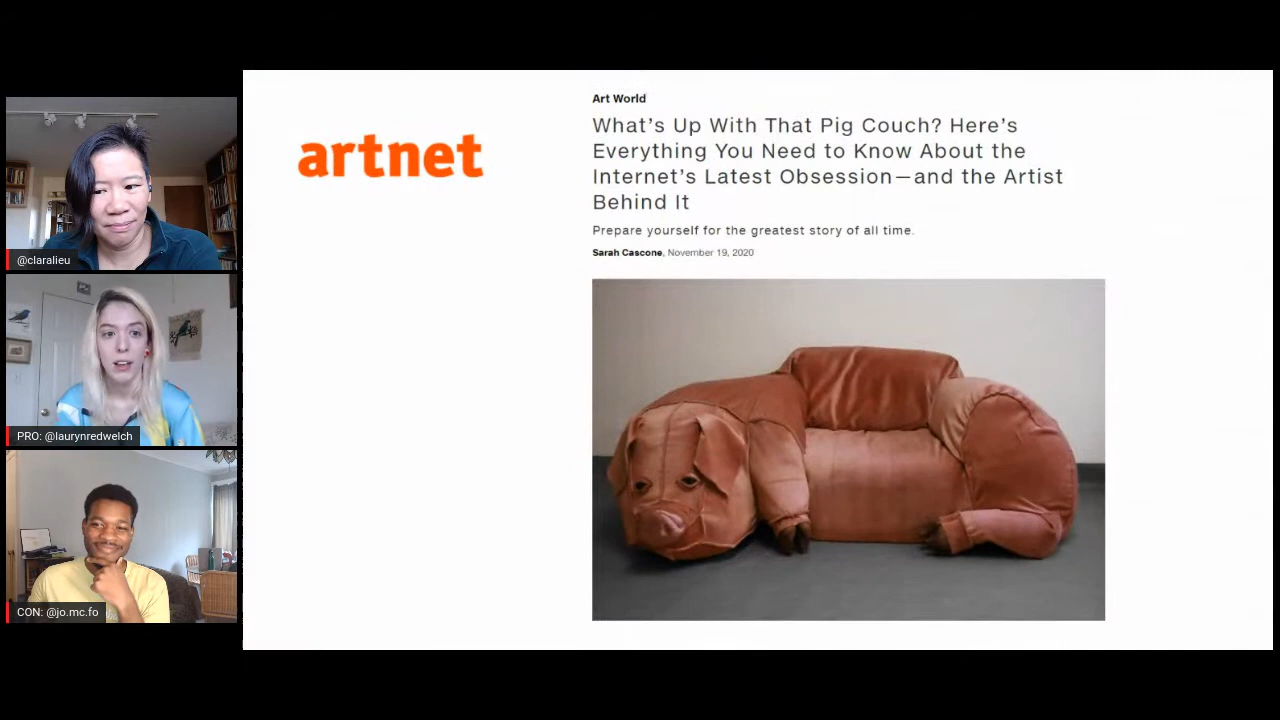 artnet
Art World
What's Up With That Pig Couch? Here's
Everything You Need to Know About the
Internet's Latest Obsession—and the Artist
Behind It
Prepare yourself for the greatest story of all time.
Sarah Cascone, November 19, 2020
@claralieu
PRO: @laurynredwelch
CON: @jo.mc.fo